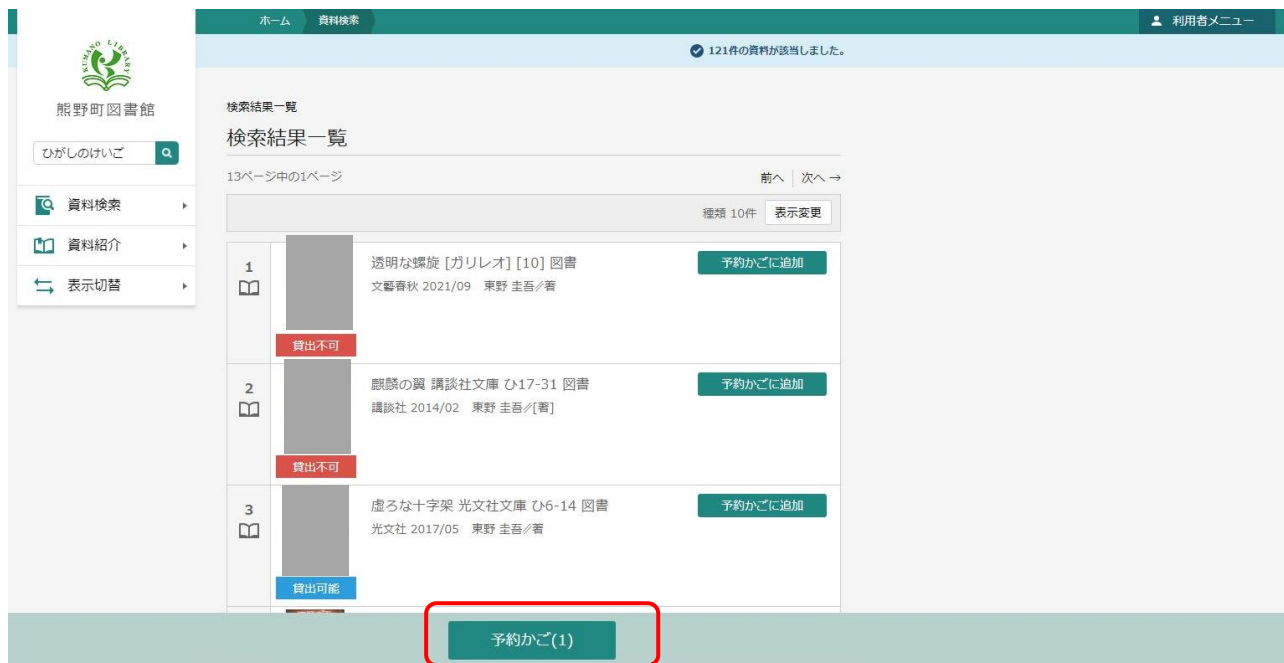 ホーム 資料検索 利用者メニュー
121件の資料が該当しました。
KUMANO LIBRARY
熊野町図書館
ひがしのけいご
資料検索
資料紹介
表示切替
検索結果一覧
検索結果一覧
13ページ中の1ページ
前へ 次へ →
種類 10件 表示変更
1
透明な螺旋 [ガリレオ] [10] 図書
文藝春秋 2021/09 東野 圭吾∥著
予約かごに追加
貸出不可
2
麒麟の翼 講談社文庫 ひ17-31 図書
講談社 2014/02 東野 圭吾∥[著]
予約かごに追加
貸出不可
3
虚ろな十字架 光文社文庫 ひ6-14 図書
光文社 2017/05 東野 圭吾∥著
予約かごに追加
貸出可能
予約かご(1)